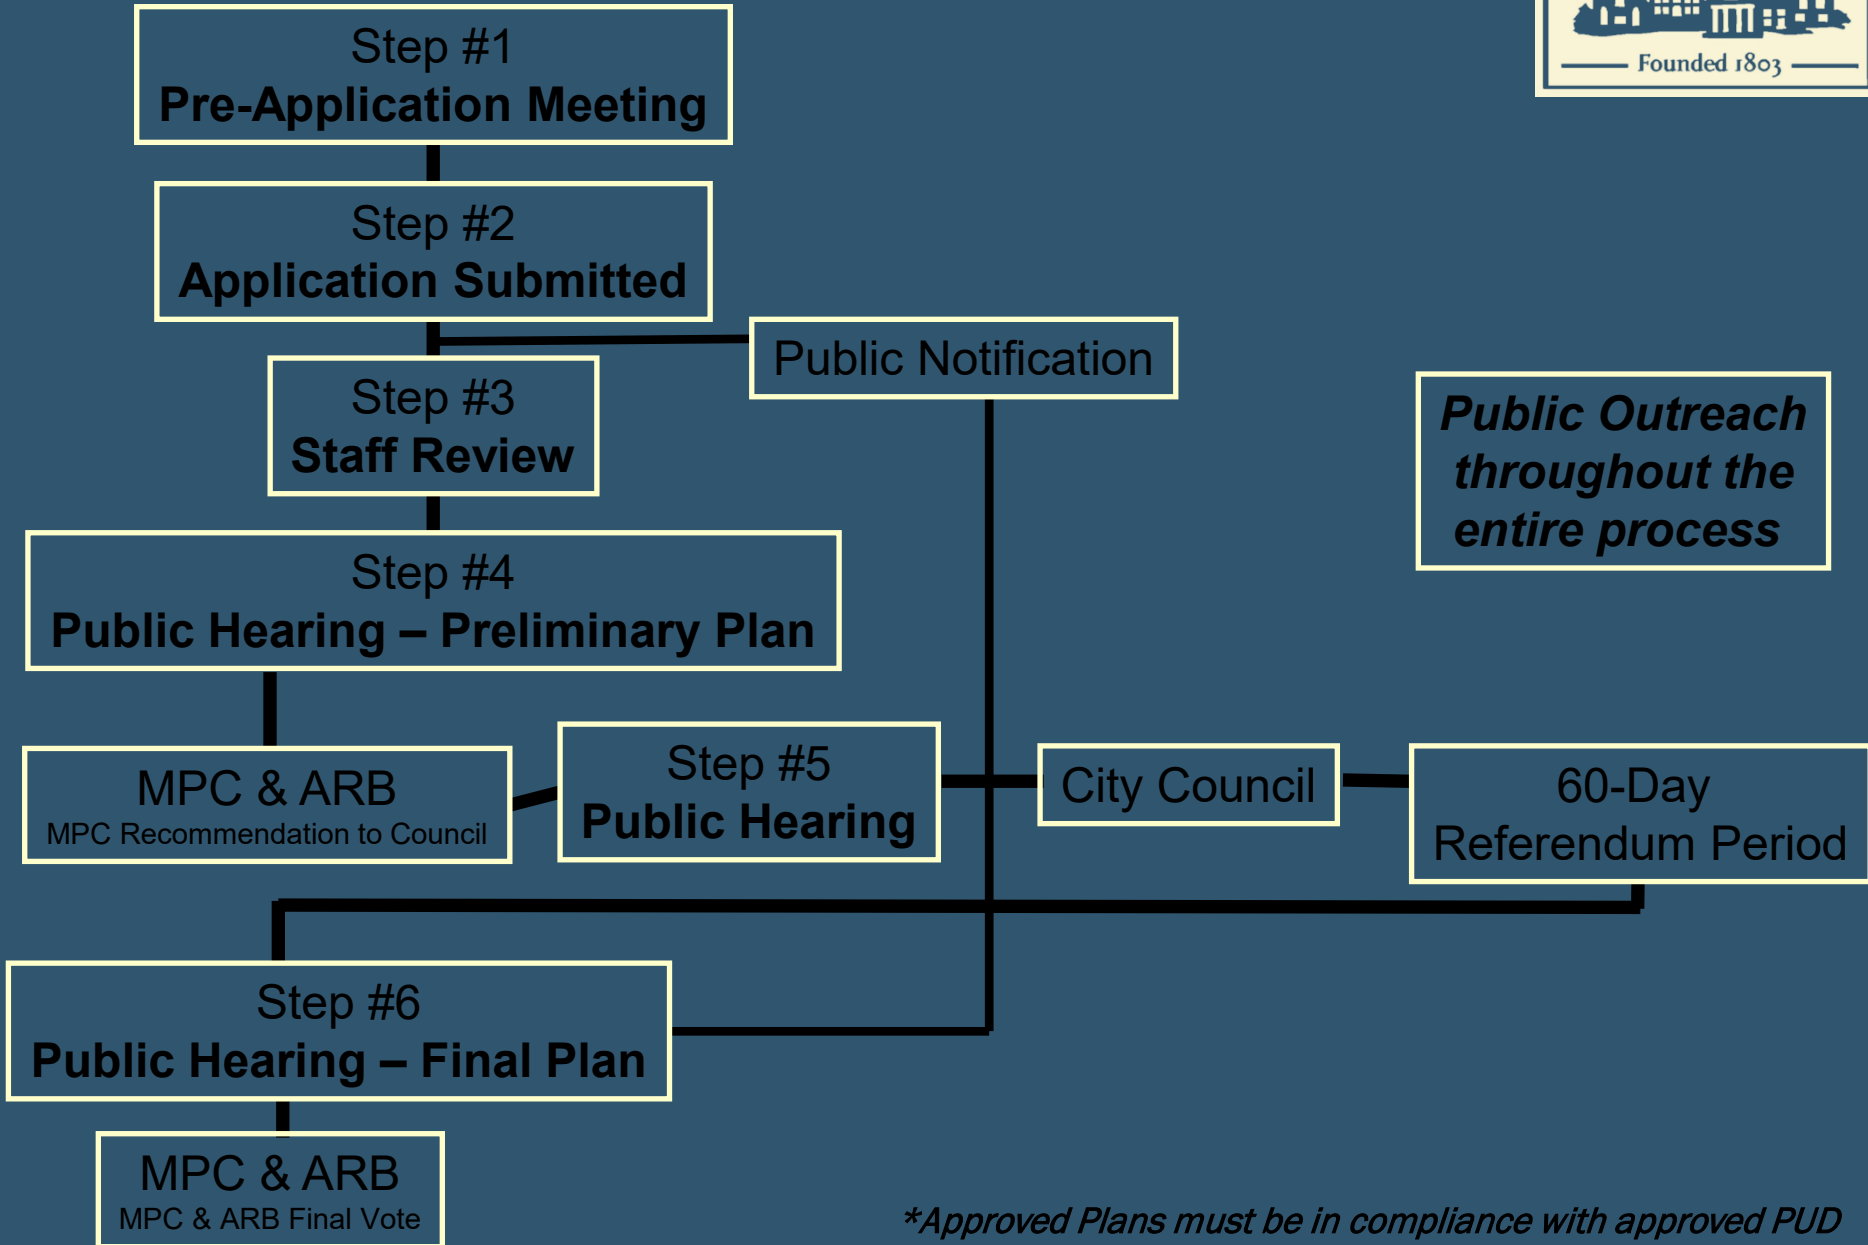 Founded 1803
Step #1
Pre-Application Meeting
Step #2
Application Submitted
Public Notification
Step #3
Staff Review
Public Outreach
throughout the
entire process
Step #4
Public Hearing – Preliminary Plan
MPC & ARB
MPC Recommendation to Council
Step #5
Public Hearing
City Council
60-Day
Referendum Period
Step #6
Public Hearing – Final Plan
MPC & ARB
MPC & ARB Final Vote
*Approved Plans must be in compliance with approved PUD